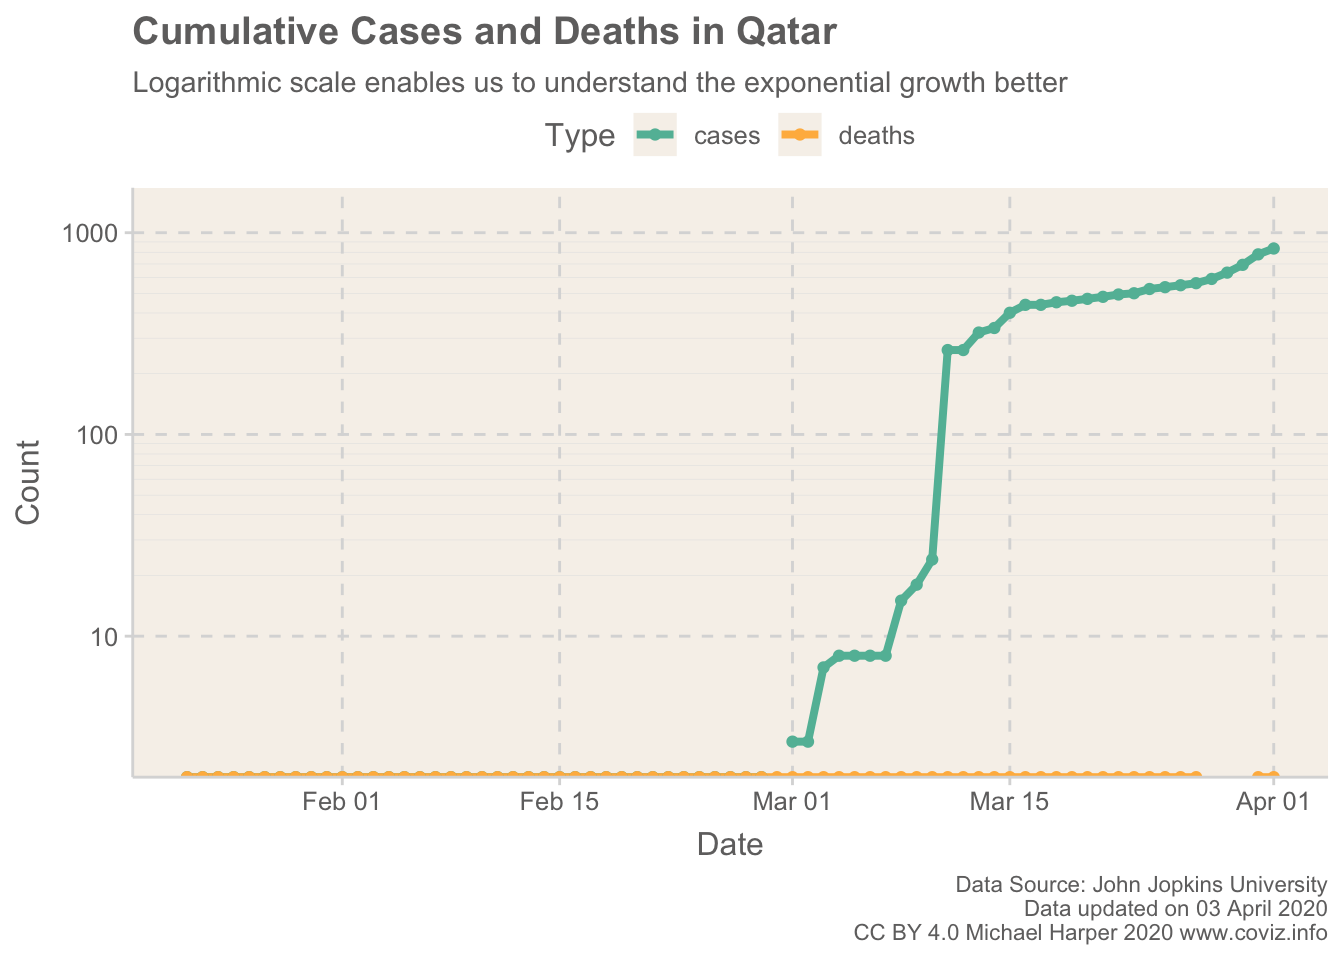 Cumulative Cases and Deaths in Qatar
Logarithmic scale enables us to understand the exponential growth better
Type cases deaths
1000
100
10
Count
Feb 01 Feb 15 Mar 01 Mar 15 Apr 01
Date
Data Source: John Jopkins University
Data updated on 03 April 2020
CC BY 4.0 Michael Harper 2020 www.coviz.info